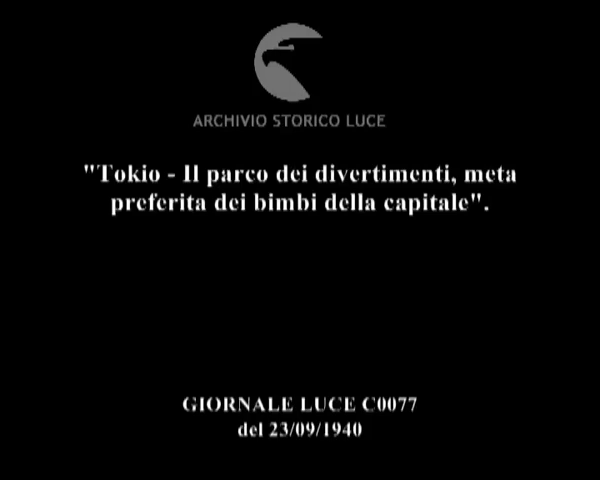 ARCHIVIO STORICO LUCE
"Tokio - Il parco dei divertimenti, meta
preferita dei bimbi della capitale".
GIORNALE LUCE C0077
del 23/09/1940